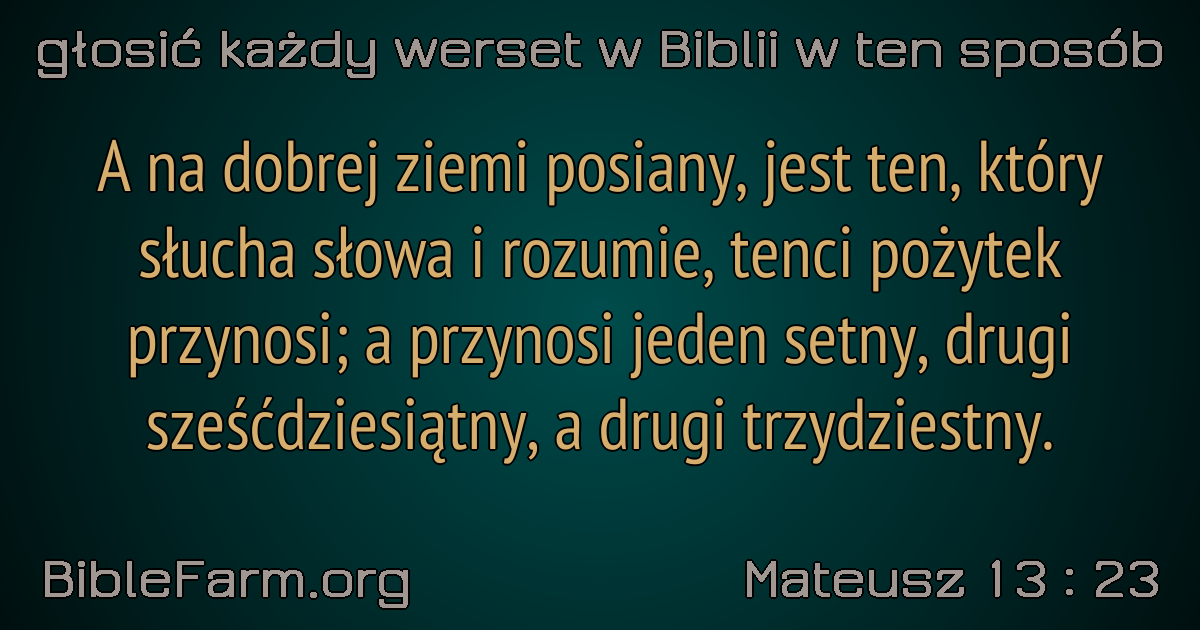 głosić każdy werset w Biblii w ten sposób
A na dobrej ziemi posiany, jest ten, który
słucha słowa i rozumie, tenci pożytek
przynosi; a przynosi jeden setny, drugi
sześćdziesiątny, a drugi trzydziestny.
BibleFarm.org
Mateusz 13 : 23